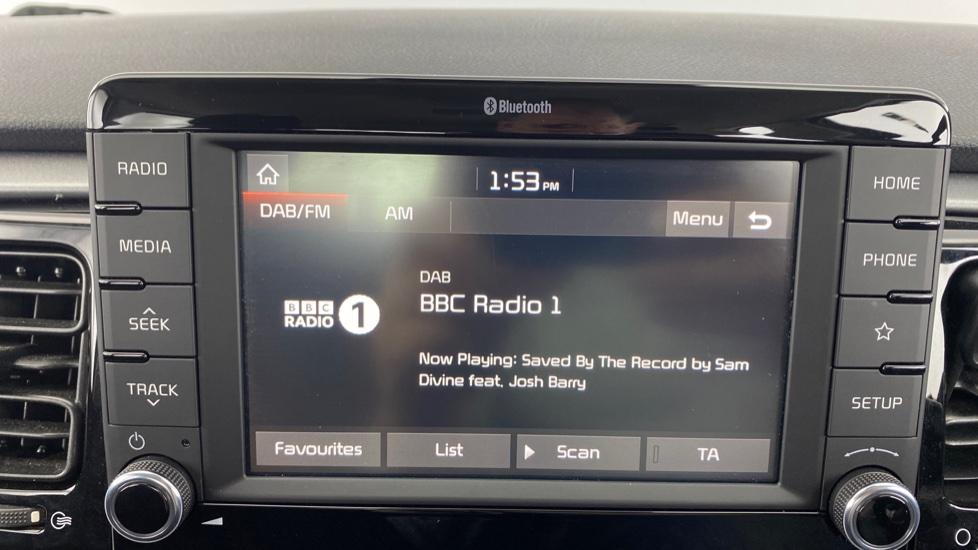 Bluetooth
RADIO
MEDIA
SEEK
TRACK
1:53 PM
DAB/FM AM Menu
DAB
BBC Radio 1
BBC
RADIO 1
Now Playing: Saved By The Record by Sam
Divine feat. Josh Barry
Favourites List Scan TA
HOME
PHONE
SETUP